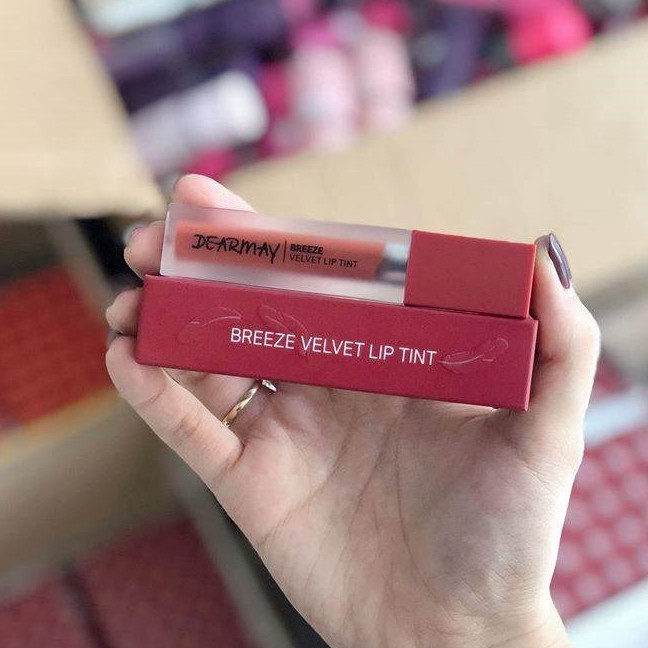 DEARMAY
BREEZE
VELVET LIP TINT
BREEZE VELVET LIP TINT